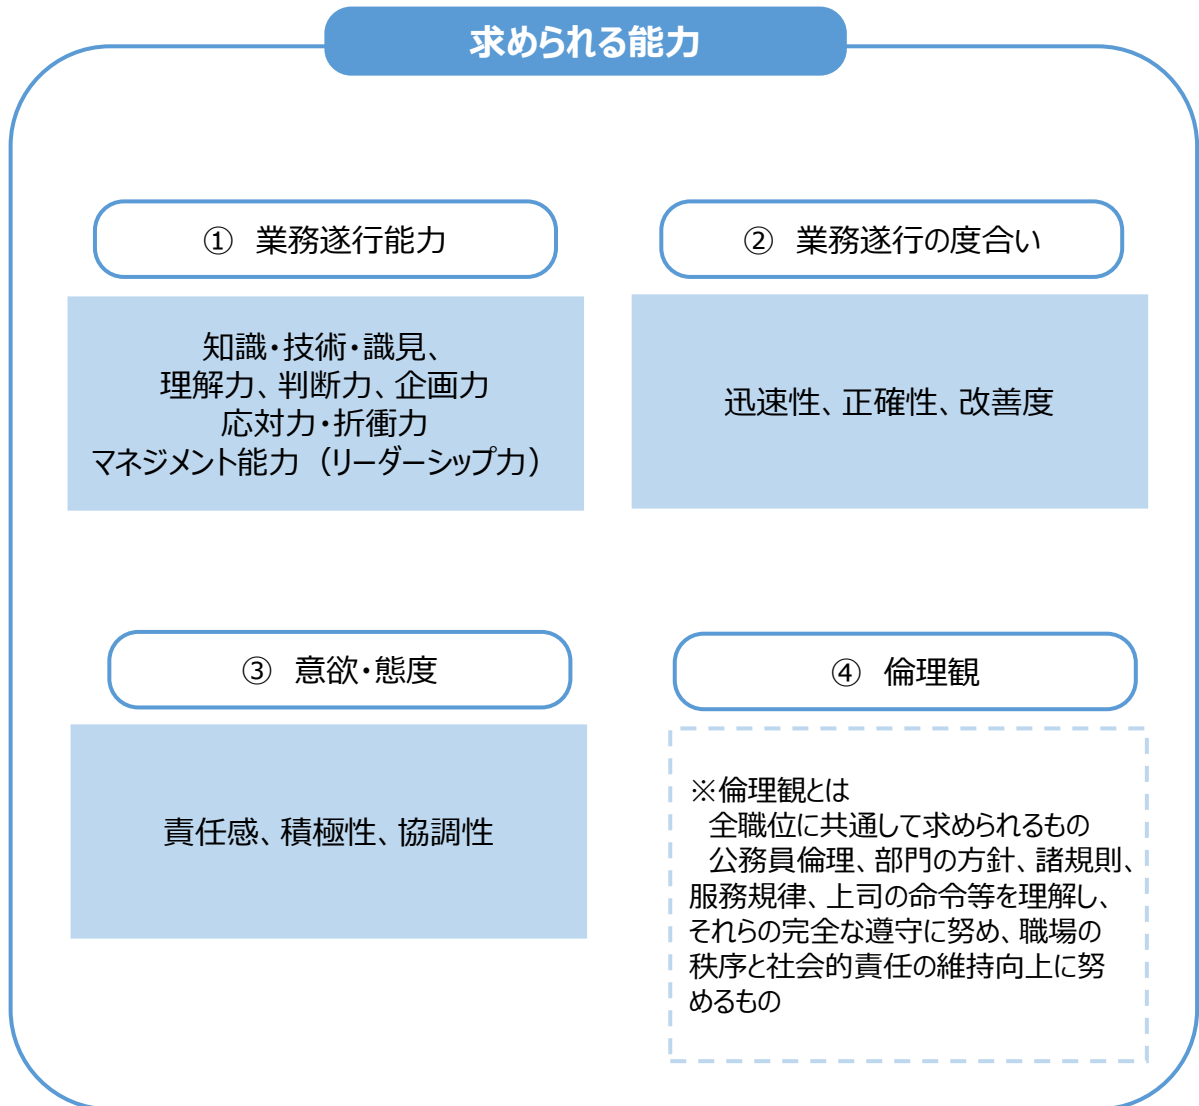 求められる能力
① 業務遂行能力
知識・技術・識見、
理解力、判断力、企画力
応対力・折衝力
マネジメント能力（リーダーシップ力）
② 業務遂行の度合い
迅速性、正確性、改善度
③ 意欲・態度
責任感、積極性、協調性
④ 倫理観
※倫理観とは
全職位に共通して求められるもの
公務員倫理、部門の方針、諸規則、
服務規律、上司の命令等を理解し、
それらの完全な遵守に努め、職場の
秩序と社会的責任の維持向上に努
めるもの